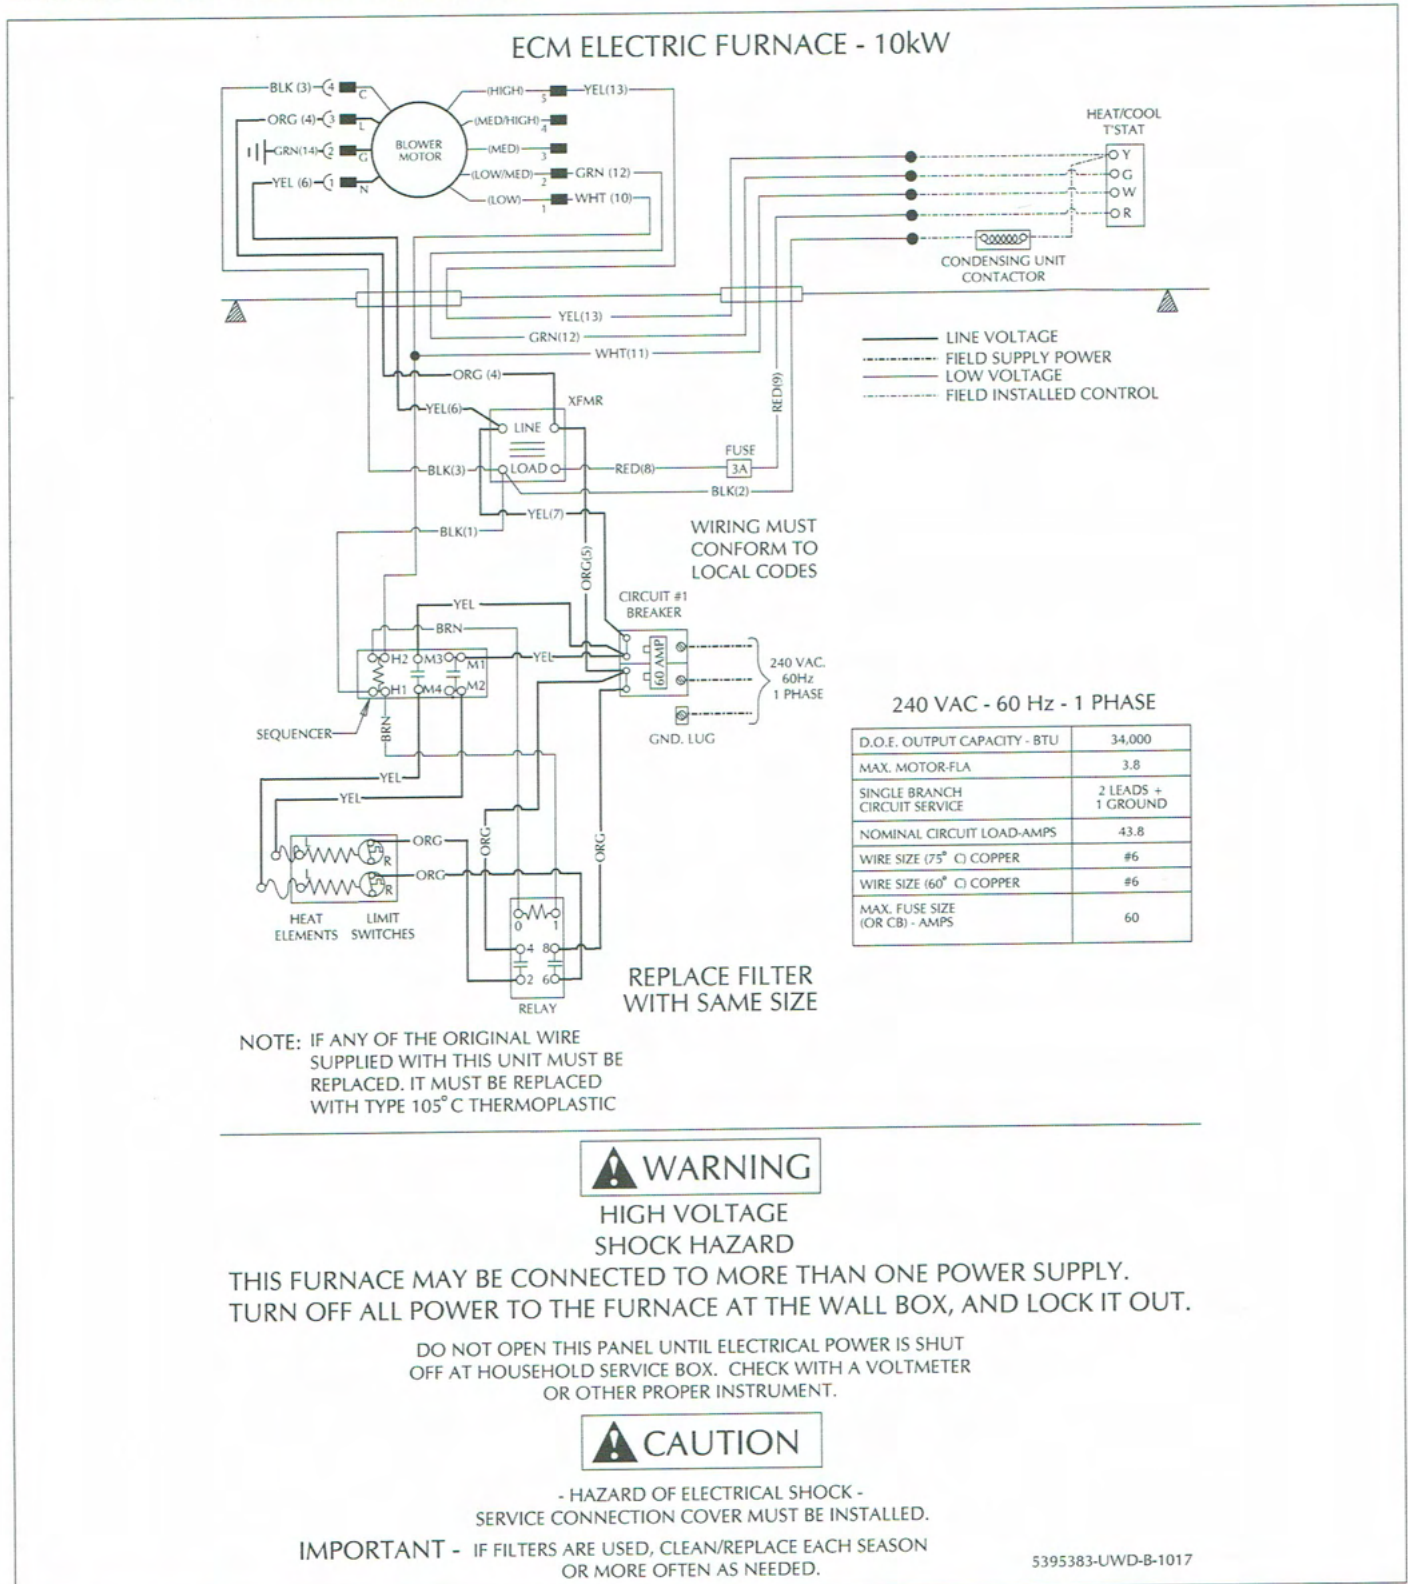 ECM ELECTRIC FURNACE - 10kW
BLK (3) 4 C
ORG (4) 3 L
GRN(14) 2 G
YEL (6) 1 N
BLOWER
MOTOR
(HIGH) 5 YEL(13)
(MED/HIGH) 4
(MED) 3
(LOW/MED) 2 GRN (12)
(LOW) 1 WHT (10)
HEAT/COOL
T'STAT
Y
G
W
R
CONDENSING UNIT
CONTACTOR
YEL(13)
GRN(12)
WHT(11)
LINE VOLTAGE
FIELD SUPPLY POWER
LOW VOLTAGE
FIELD INSTALLED CONTROL
ORG (4)
YEL(6)
XFMR
LINE
LOAD
BLK(3)
RED(8)
RED(9)
FUSE
3A
BLK(2)
YEL(7)
BLK(1)
ORG(5)
WIRING MUST
CONFORM TO
LOCAL CODES
CIRCUIT #1
BREAKER
60 AMP
240 VAC.
60Hz
1 PHASE
GND. LUG
YEL
BRN
YEL
H2 M3 M1
H1 M4 M2
SEQUENCER
BRN
YEL
YEL
ORG
ORG
ORG
ORG
L R
L R
HEAT
ELEMENTS
LIMIT
SWITCHES
0 1
4 8
2 6
RELAY
240 VAC - 60 Hz - 1 PHASE
D.O.E. OUTPUT CAPACITY - BTU 34,000
MAX. MOTOR-FLA 3.8
SINGLE BRANCH
CIRCUIT SERVICE
2 LEADS +
1 GROUND
NOMINAL CIRCUIT LOAD-AMPS 43.8
WIRE SIZE (75° C) COPPER #6
WIRE SIZE (60° C) COPPER #6
MAX. FUSE SIZE
(OR CB) - AMPS
60
REPLACE FILTER
WITH SAME SIZE
NOTE: IF ANY OF THE ORIGINAL WIRE
SUPPLIED WITH THIS UNIT MUST BE
REPLACED. IT MUST BE REPLACED
WITH TYPE 105°C THERMOPLASTIC
WARNING
HIGH VOLTAGE
SHOCK HAZARD
THIS FURNACE MAY BE CONNECTED TO MORE THAN ONE POWER SUPPLY.
TURN OFF ALL POWER TO THE FURNACE AT THE WALL BOX, AND LOCK IT OUT.
DO NOT OPEN THIS PANEL UNTIL ELECTRICAL POWER IS SHUT
OFF AT HOUSEHOLD SERVICE BOX. CHECK WITH A VOLTMETER
OR OTHER PROPER INSTRUMENT.
CAUTION
- HAZARD OF ELECTRICAL SHOCK -
SERVICE CONNECTION COVER MUST BE INSTALLED.
IMPORTANT - IF FILTERS ARE USED, CLEAN/REPLACE EACH SEASON
OR MORE OFTEN AS NEEDED.
5395383-UWD-B-1017